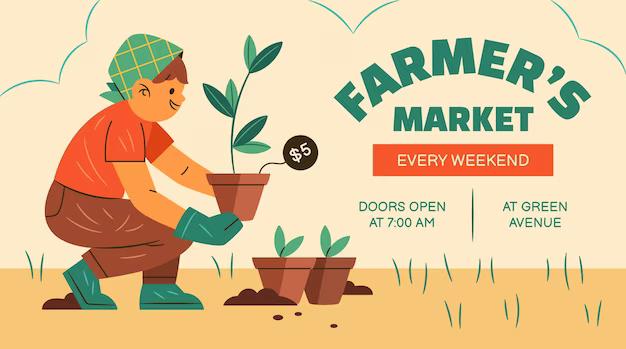 $5
FARMER'S
MARKET
EVERY WEEKEND
DOORS OPEN
AT 7:00 AM
AT GREEN
AVENUE